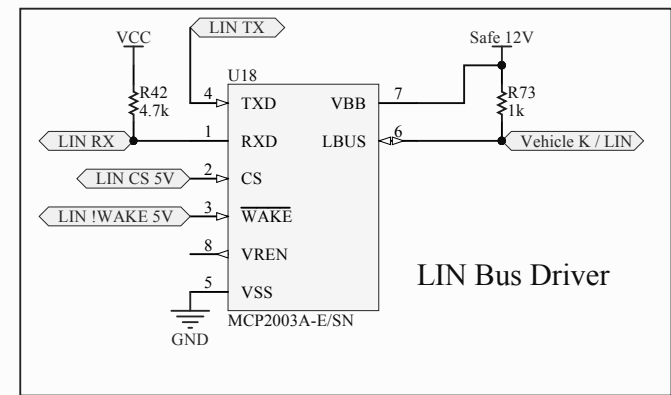 LIN TX
VCC
Safe 12V
U18
R42
4.7k
R73
1k
4 TXD VBB 7
LIN RX 1 RXD LBUS 6 Vehicle K / LIN
LIN CS 5V 2 CS
LIN !WAKE 5V 3 WAKE
8 VREN
LIN Bus Driver
5 VSS
MCP2003A-E/SN
GND